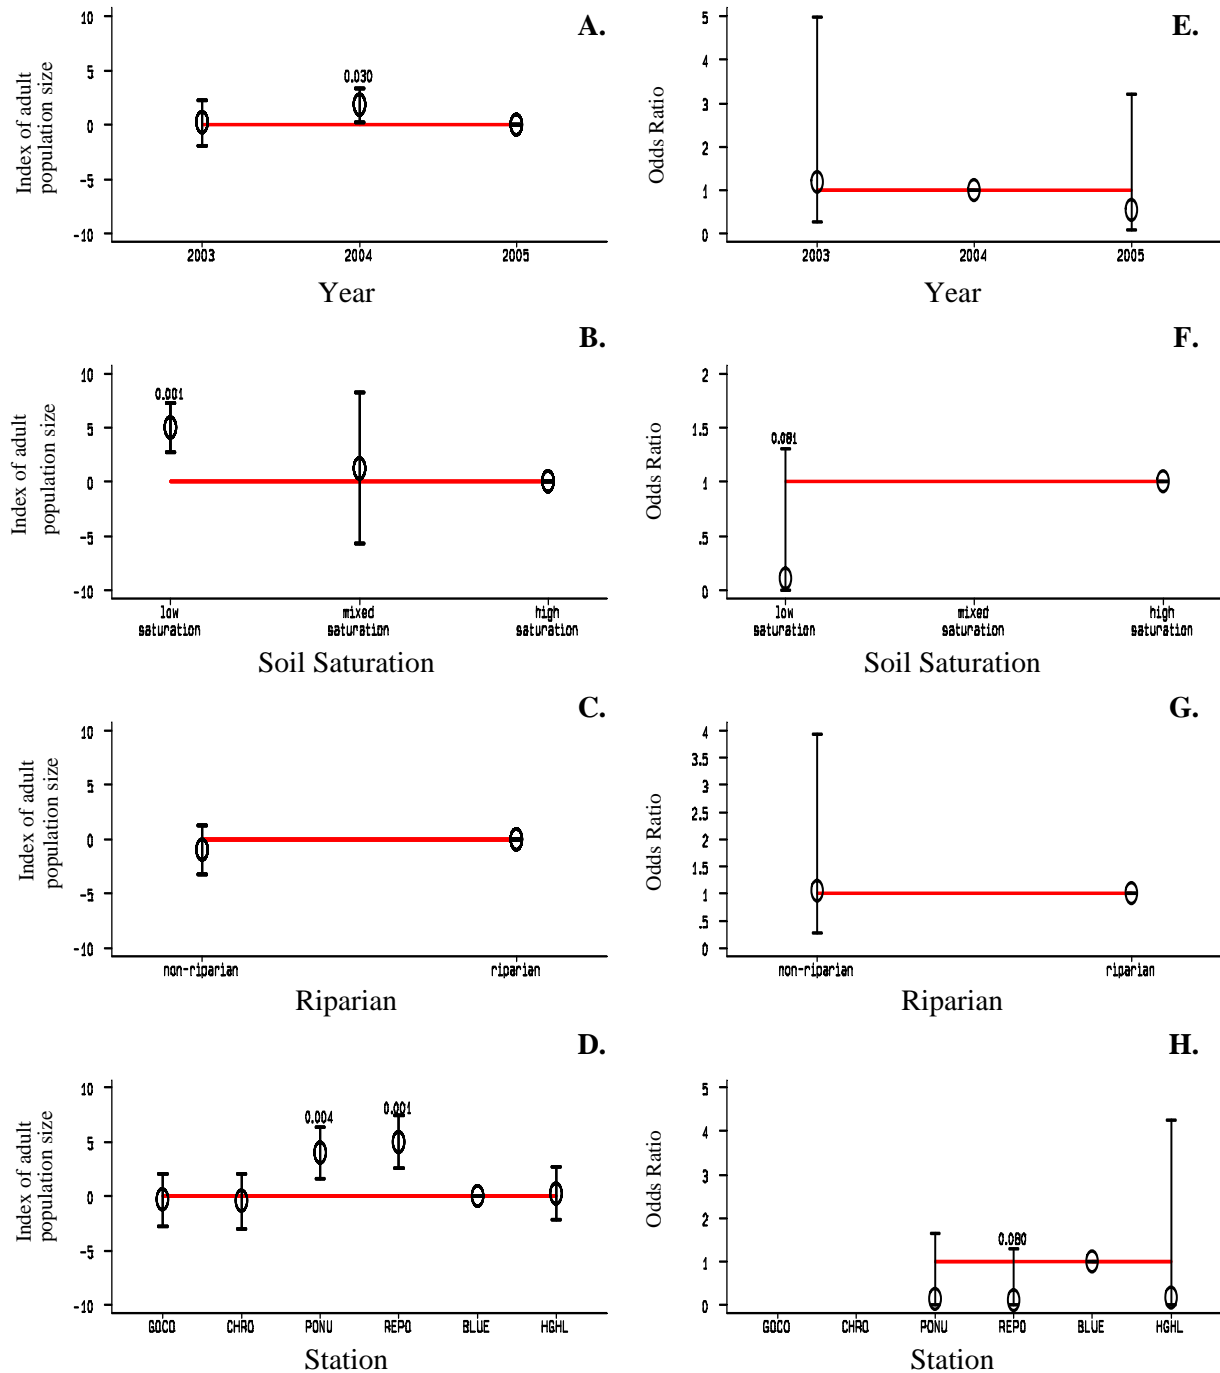 A.
Index of adult
population size
10
5
0
-5
-10
0.030
2003
2004
2005
Year
E.
Odds Ratio
5
4
3
2
1
0
2003
2004
2005
Year
B.
Index of adult
population size
10
5
0
-5
-10
0.001
low
saturation
mixed
saturation
high
saturation
Soil Saturation
F.
Odds Ratio
2
1.5
1
.5
0
0.081
low
saturation
mixed
saturation
high
saturation
Soil Saturation
C.
Index of adult
population size
10
5
0
-5
-10
non-riparian
riparian
Riparian
G.
Odds Ratio
4
3.5
3
2.5
2
1.5
1
.5
0
non-riparian
riparian
Riparian
D.
Index of adult
population size
10
5
0
-5
-10
0.004
0.001
GOCO
CHRO
PONU
REPO
BLUE
HGHL
Station
H.
Odds Ratio
5
4
3
2
1
0
0.080
GOCO
CHRO
PONU
REPO
BLUE
HGHL
Station